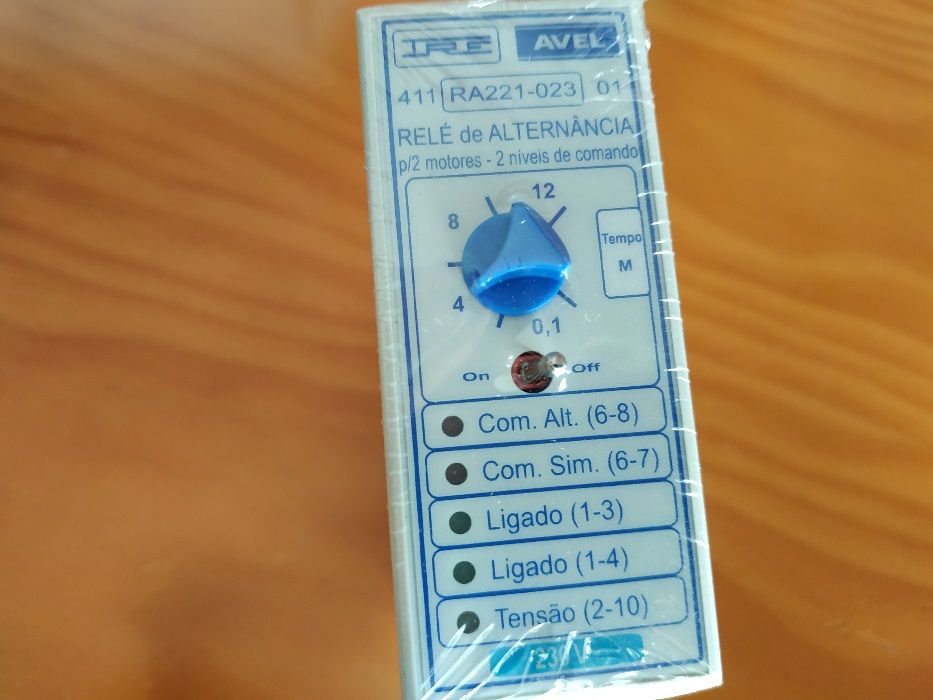 AVEL
411 RA221-023 01
RELÉ de ALTERNÂNCIA
p/2 motores - 2 niveis de comando
12
8
Tempo
M
4
0,1
On Off
Com. Alt. (6-8)
Com. Sim. (6-7)
Ligado (1-3)
Ligado (1-4)
Tensão (2-10)
230V